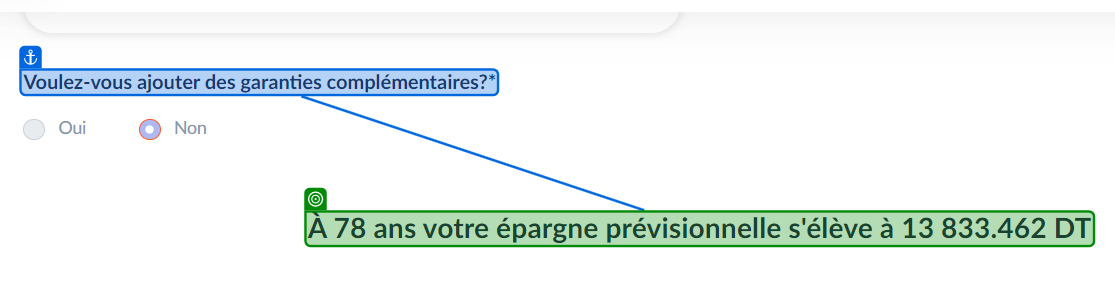 Voulez-vous ajouter des garanties complémentaires?*
Oui
Non
À 78 ans votre épargne prévisionnelle s'élève à 13 833.462 DT